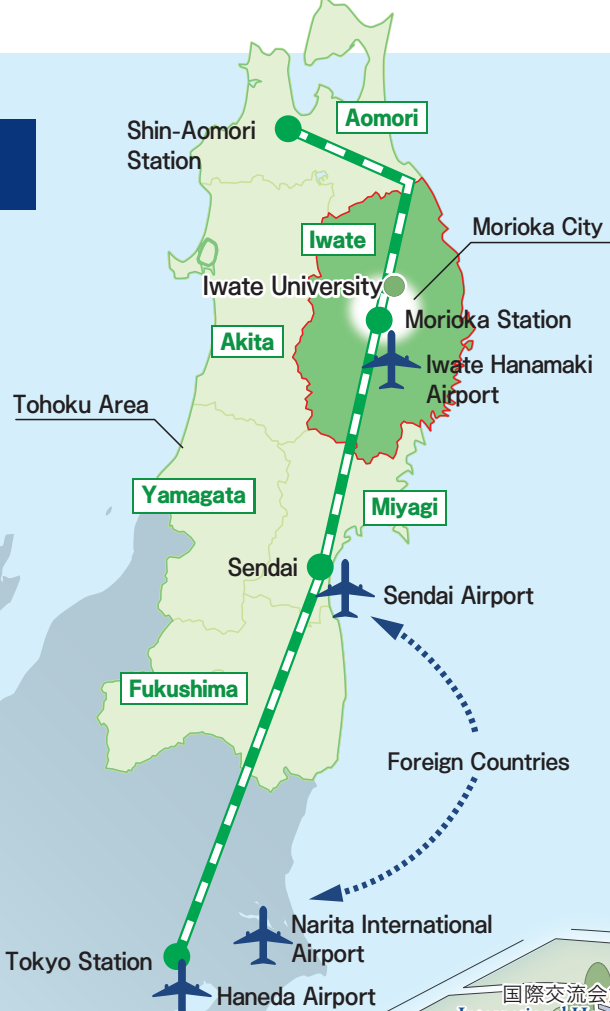 Aomori
Shin-Aomori
Station
Morioka City
Iwate
Iwate University
Morioka Station
Akita
Iwate Hanamaki
Airport
Tohoku Area
Yamagata
Miyagi
Sendai
Sendai Airport
Fukushima
Foreign Countries
Narita International
Airport
Tokyo Station
Haneda Airport
国際交流会